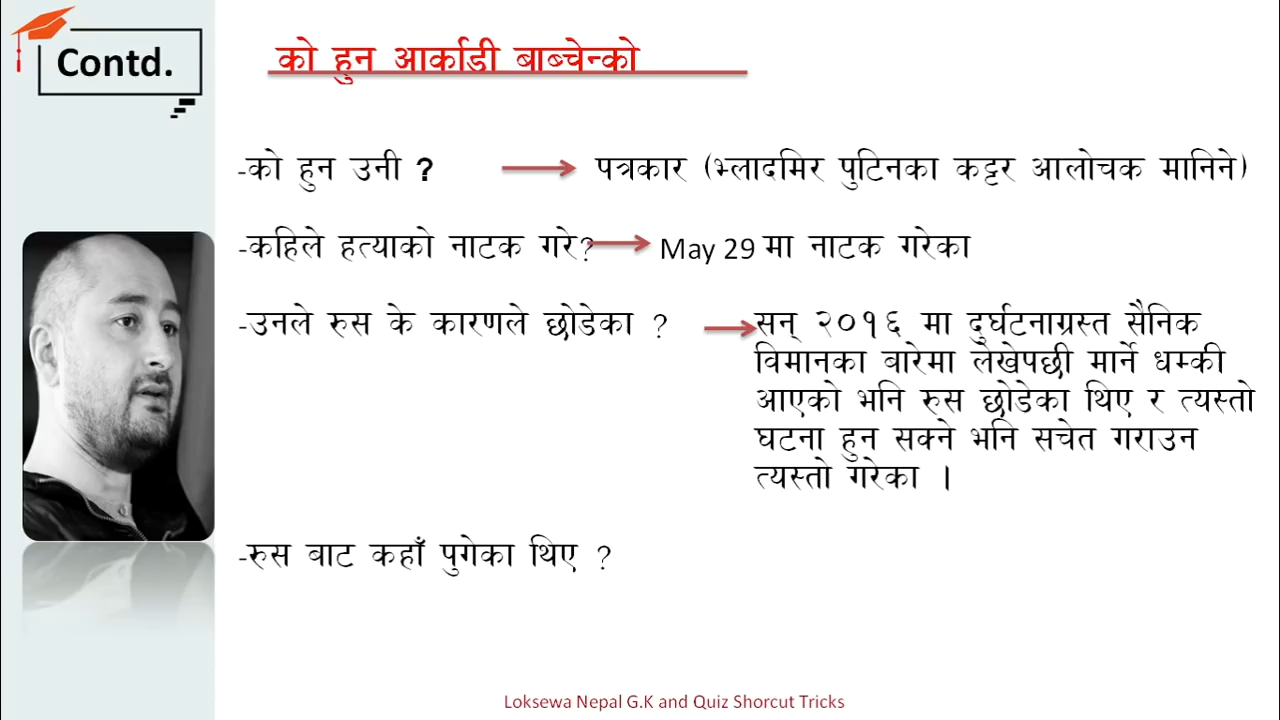 Contd.
को हुन आर्काडी बाब्चेन्को
-को हुन उनी ? पत्रकार (भ्लादमिर पुटिनका कट्टर आलोचक मानिने)
-कहिले हत्याको नाटक गरे? May 29 मा नाटक गरेका
-उनले रुस के कारणले छोडेका ? सन् २०१६ मा दुर्घटनाग्रस्त सैनिक
विमानका बारेमा लेखेपछी मार्ने धम्की
आएको भनि रुस छोडेका थिए र त्यस्तो
घटना हुन सक्ने भनि सचेत गराउन
त्यस्तो गरेका ।
-रुस बाट कहाँ पुगेका थिए ?
Loksewa Nepal G.K and Quiz Shorcut Tricks